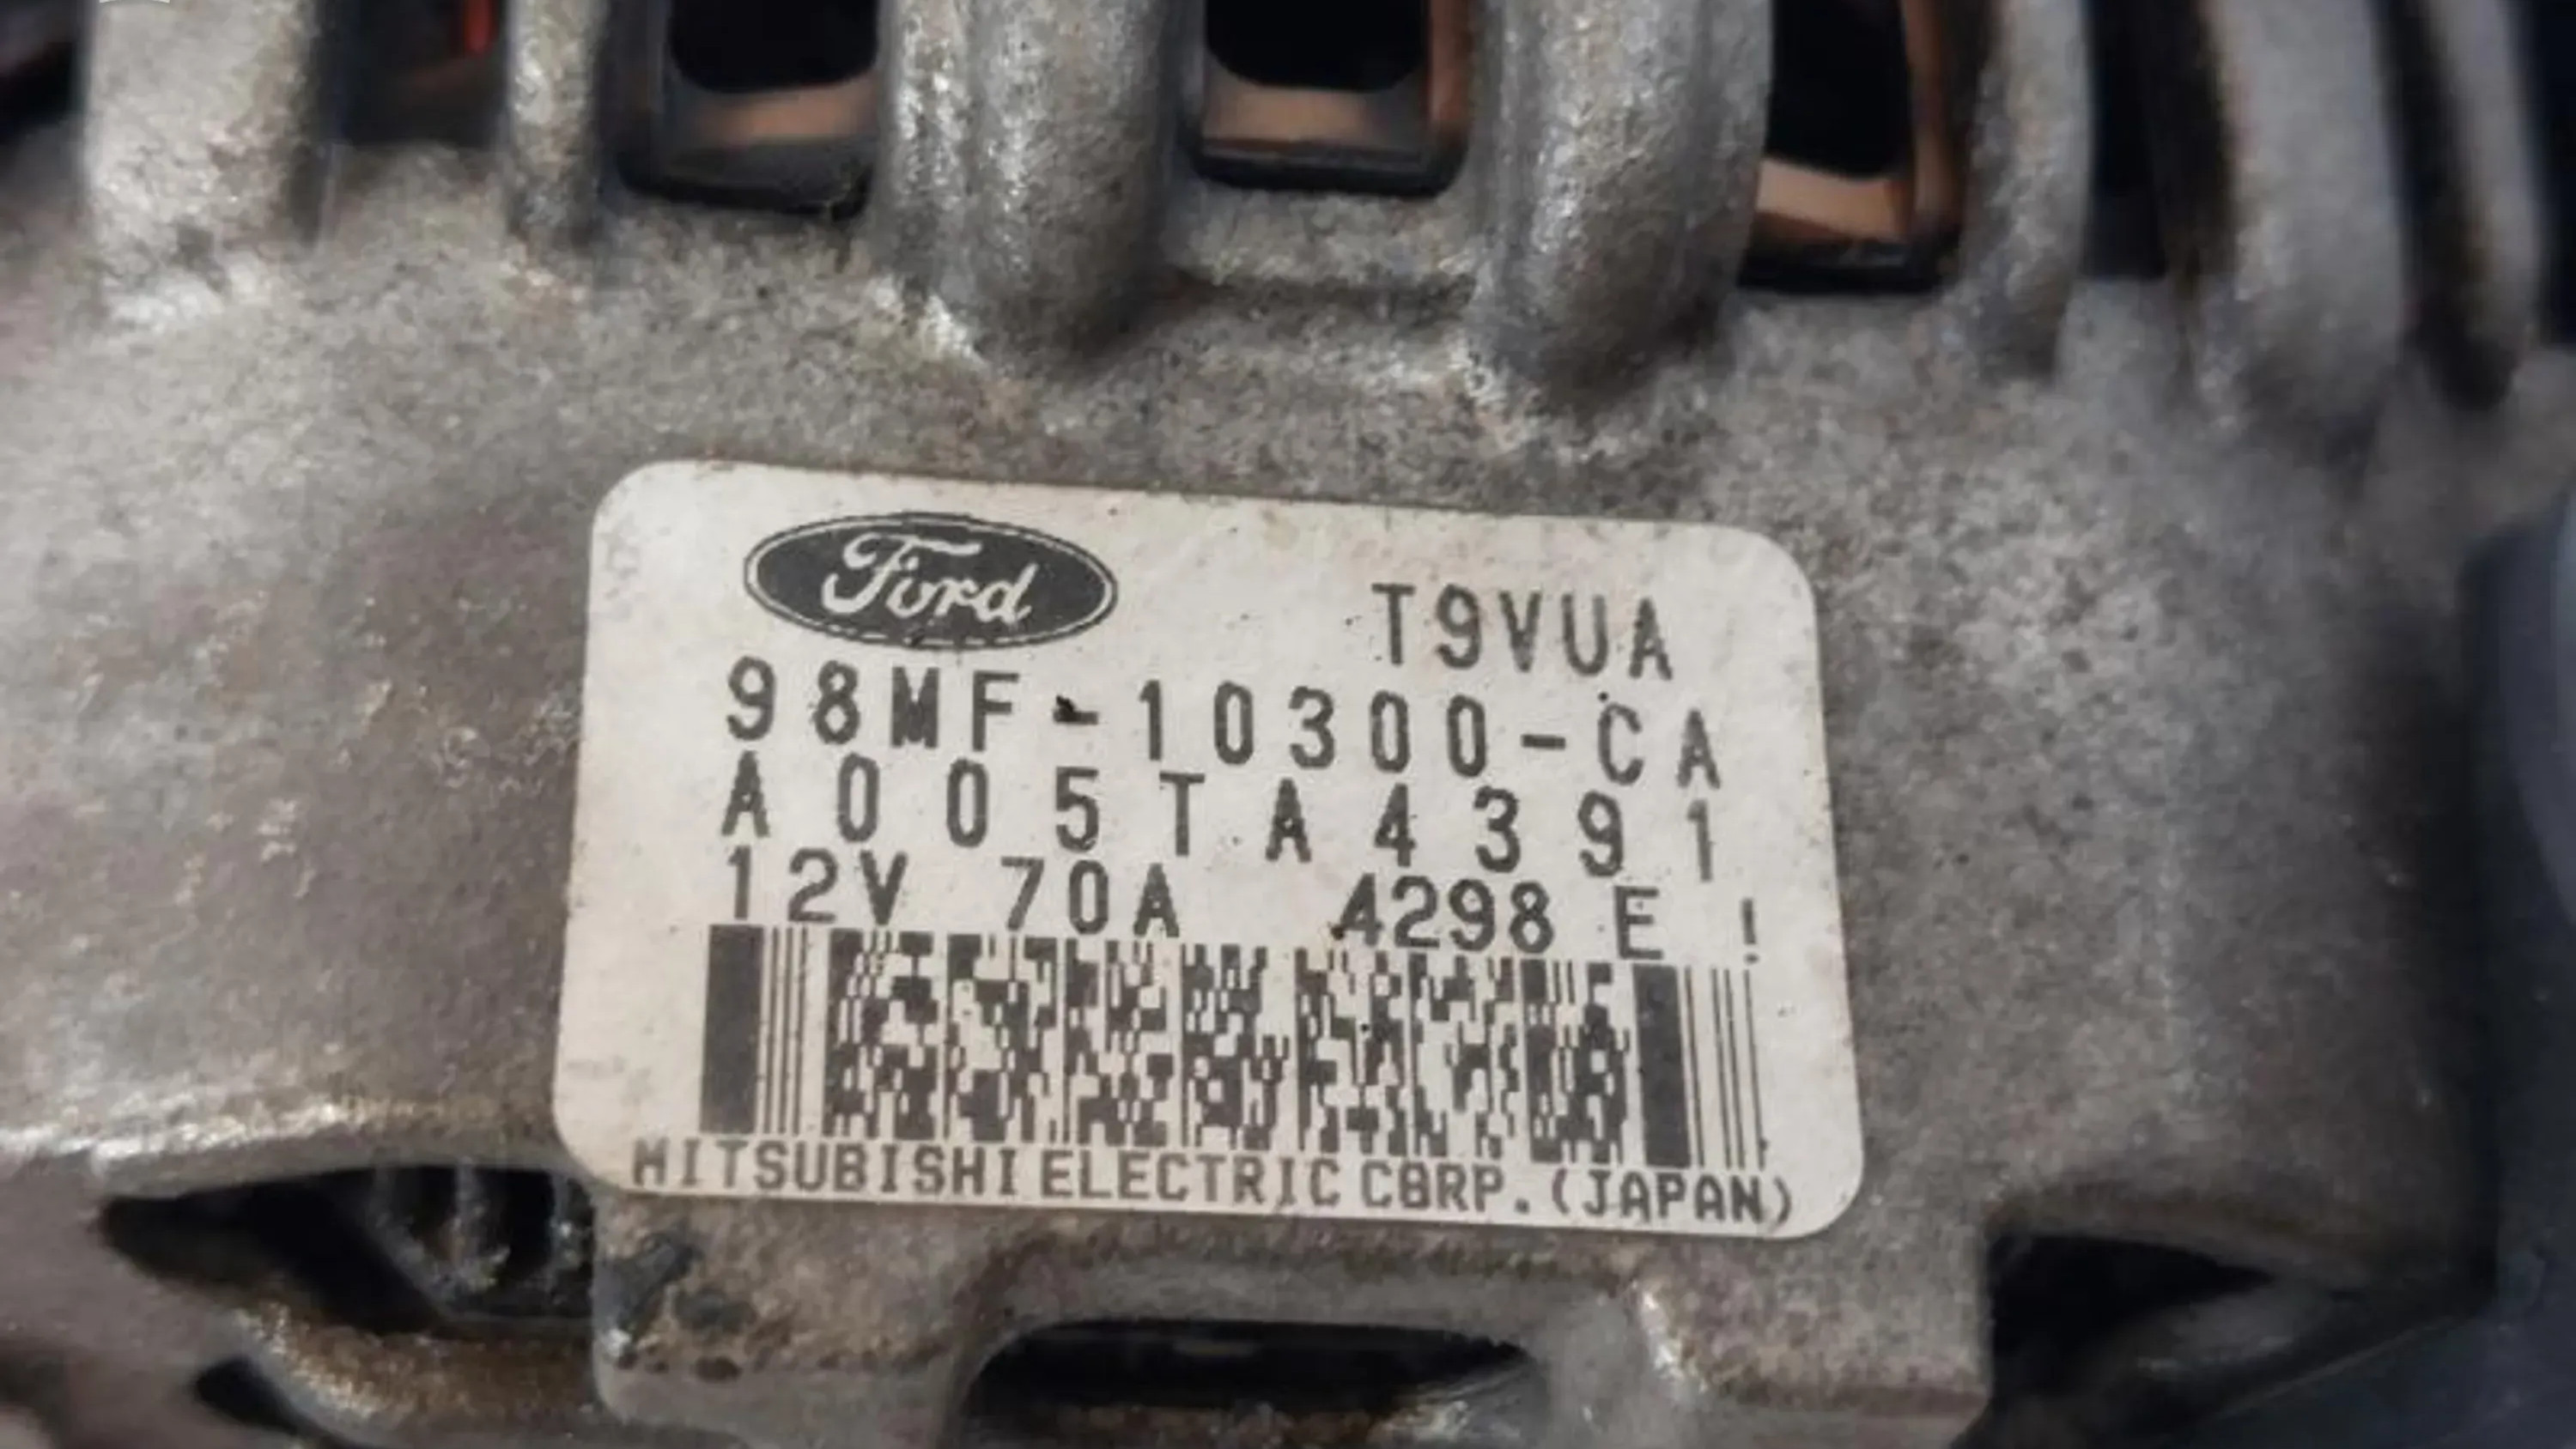 Ford
T9VUA
98MF-10300-CA
A005TA4391
12V 70A 4298 E !
MITSUBISHI ELECTRIC CORP. (JAPAN)